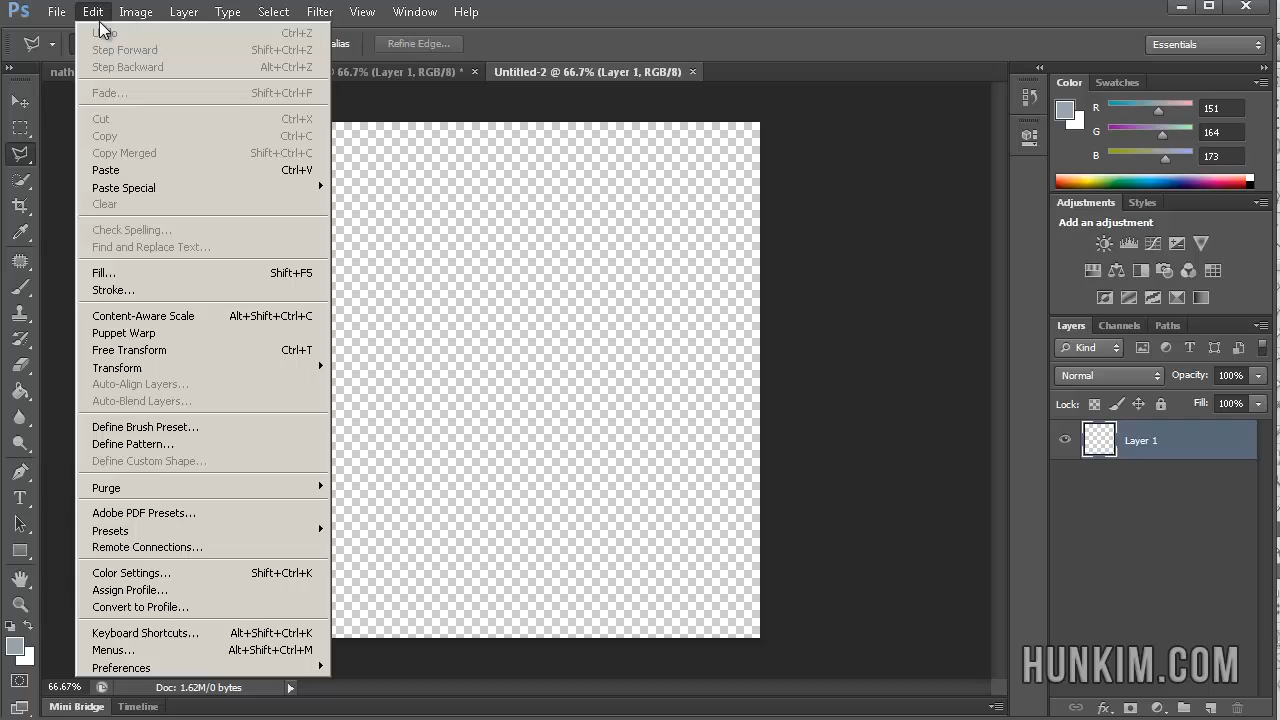 Ps File Edit Image Layer Type Select Filter View Window Help
alias Refine Edge... Essentials
nath 66.7% (Layer 1, RGB/8) * × Untitled-2 @ 66.7% (Layer 1, RGB/8) ×
Ctrl+Z
Step Forward Shift+Ctrl+Z
Step Backward Alt+Ctrl+Z
Fade... Shift+Ctrl+F
Cut Ctrl+X
Copy Ctrl+C
Copy Merged Shift+Ctrl+C
Paste Ctrl+V
Paste Special
Clear
Check Spelling...
Find and Replace Text...
Fill... Shift+F5
Stroke...
Content-Aware Scale Alt+Shift+Ctrl+C
Puppet Warp
Free Transform Ctrl+T
Transform
Auto-Align Layers...
Auto-Blend Layers...
Define Brush Preset...
Define Pattern...
Define Custom Shape...
Purge
Adobe PDF Presets...
Presets
Remote Connections...
Color Settings... Shift+Ctrl+K
Assign Profile...
Convert to Profile...
Keyboard Shortcuts... Alt+Shift+Ctrl+K
Menus... Alt+Shift+Ctrl+M
Preferences
Color Swatches
R 151
G 164
B 173
Adjustments Styles
Add an adjustment
Layers Channels Paths
Kind
Normal Opacity: 100%
Lock: Fill: 100%
Layer 1
HUNKIM.COM
66.67% Doc: 1.62M/0 bytes
Mini Bridge Timeline